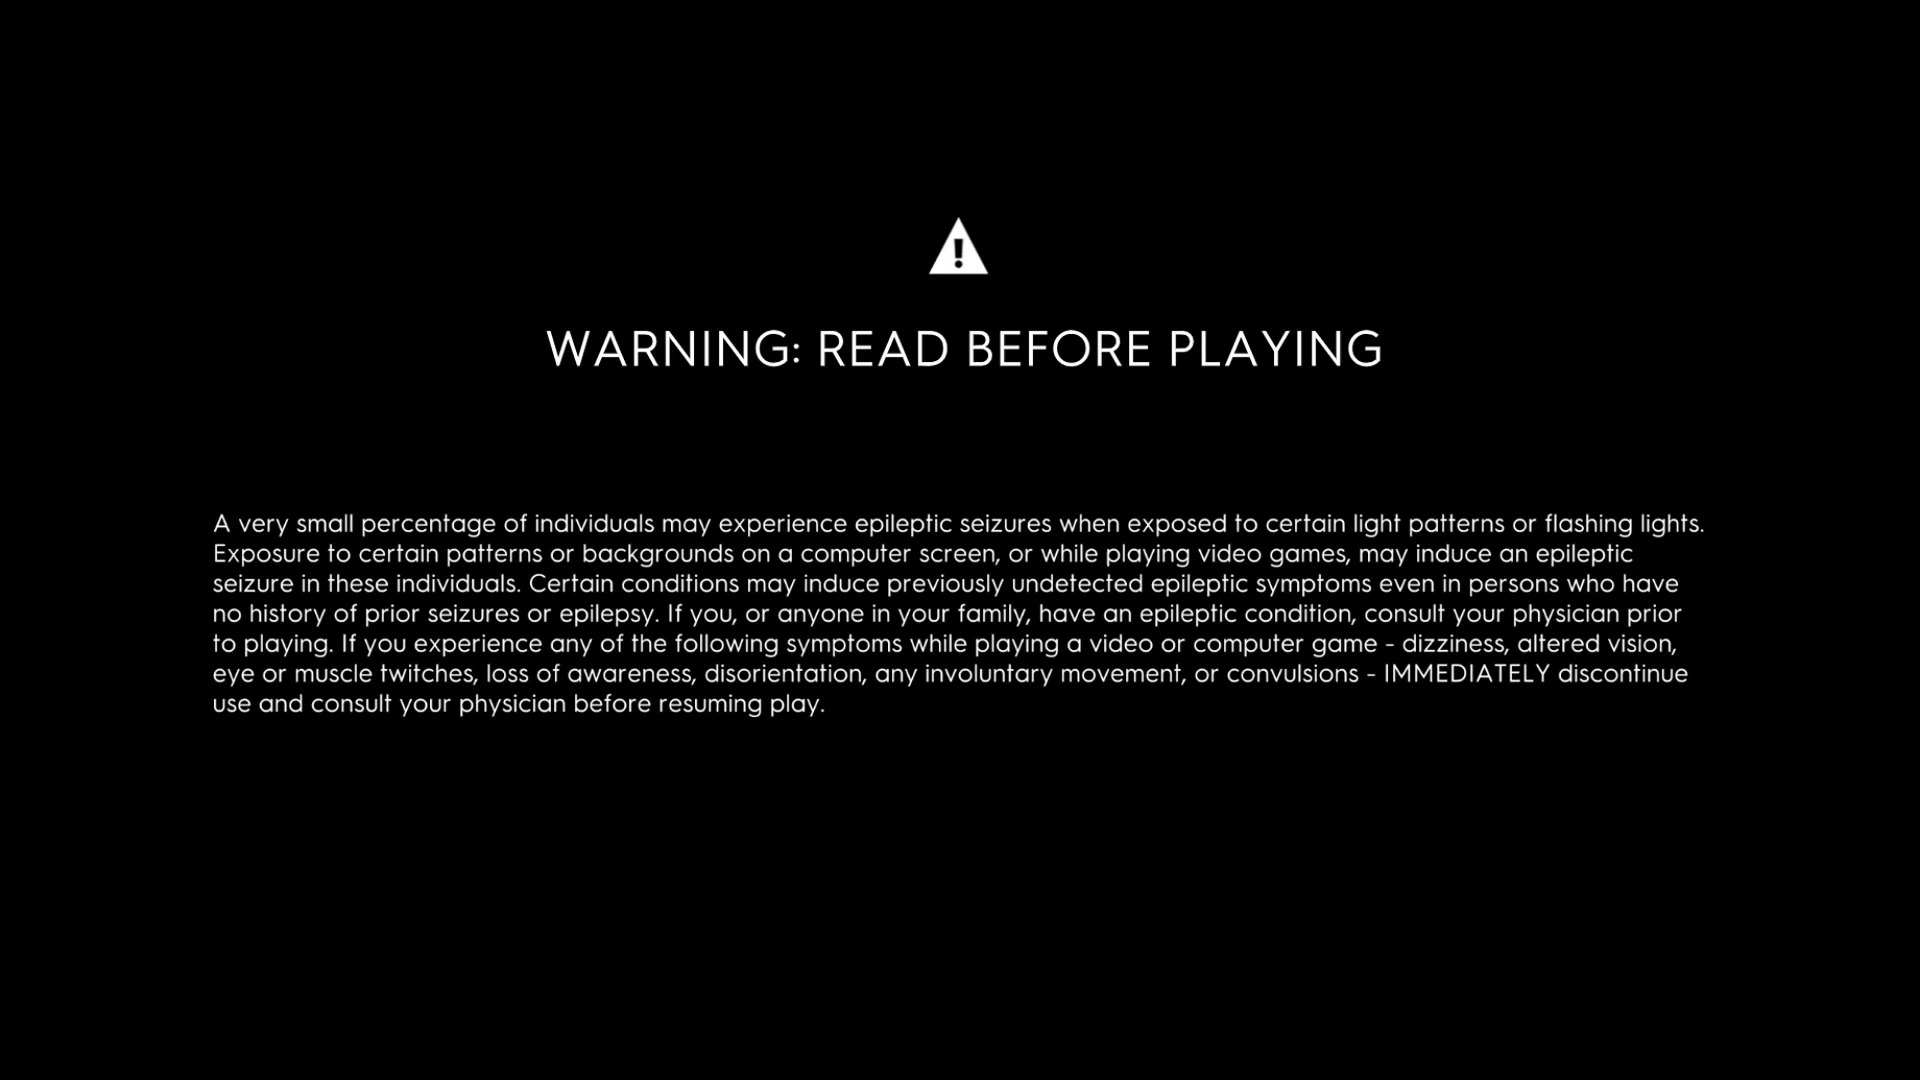 WARNING: READ BEFORE PLAYING
A very small percentage of individuals may experience epileptic seizures when exposed to certain light patterns or flashing lights.
Exposure to certain patterns or backgrounds on a computer screen, or while playing video games, may induce an epileptic
seizure in these individuals. Certain conditions may induce previously undetected epileptic symptoms even in persons who have
no history of prior seizures or epilepsy. If you, or anyone in your family, have an epileptic condition, consult your physician prior
to playing. If you experience any of the following symptoms while playing a video or computer game - dizziness, altered vision,
eye or muscle twitches, loss of awareness, disorientation, any involuntary movement, or convulsions - IMMEDIATELY discontinue
use and consult your physician before resuming play.